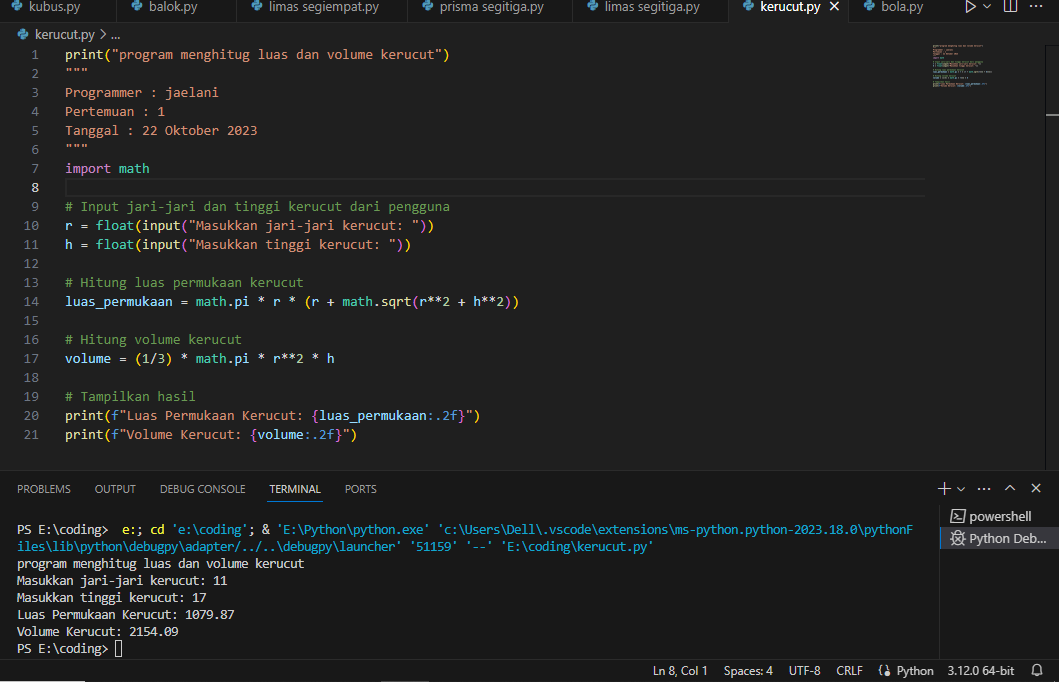 kubus.py balok.py limas segiempat.py prisma segitiga.py limas segitiga.py kerucut.py bola.py
kerucut.py > ...
1 print("program menghitug luas dan volume kerucut")
2 """
3 Programmer : jaelani
4 Pertemuan : 1
5 Tanggal : 22 Oktober 2023
6 """
7 import math
8
9 # Input jari-jari dan tinggi kerucut dari pengguna
10 r = float(input("Masukkan jari-jari kerucut: "))
11 h = float(input("Masukkan tinggi kerucut: "))
12
13 # Hitung luas permukaan kerucut
14 luas_permukaan = math.pi * r * (r + math.sqrt(r**2 + h**2))
15
16 # Hitung volume kerucut
17 volume = (1/3) * math.pi * r**2 * h
18
19 # Tampilkan hasil
20 print(f"Luas Permukaan Kerucut: {luas_permukaan:.2f}")
21 print(f"Volume Kerucut: {volume:.2f}")
PROBLEMS OUTPUT DEBUG CONSOLE TERMINAL PORTS
powershell
Python Deb...
PS E:\coding>  e:; cd 'e:\coding'; & 'E:\Python\python.exe' 'c:\Users\Dell\.vscode\extensions\ms-python.python-2023.18.0\pythonF
iles\lib\python\debugpy\adapter/../..\debugpy\launcher' '51159' '--' 'E:\coding\kerucut.py'
program menghitug luas dan volume kerucut
Masukkan jari-jari kerucut: 11
Masukkan tinggi kerucut: 17
Luas Permukaan Kerucut: 1079.87
Volume Kerucut: 2154.09
PS E:\coding>
Ln 8, Col 1 Spaces: 4 UTF-8 CRLF Python 3.12.0 64-bit